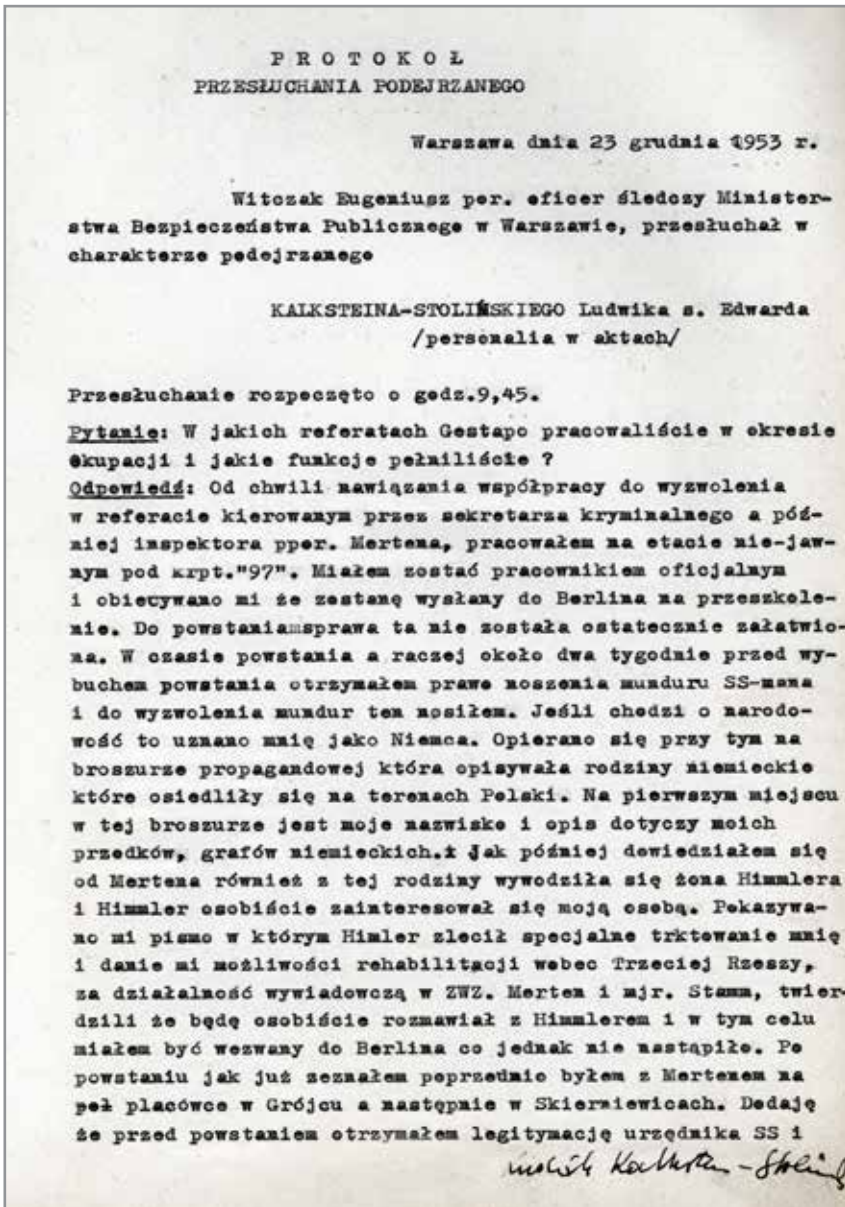 P R O T O K O Ł
PRZESŁUCHANIA PODEJRZANEGO
Warszawa dnia 23 grudnia 1953 r.
Witczak Eugeniusz por. oficer śledczy Minister-
stwa Bezpieczeństwa Publicznego w Warszawie, przesłuchał w
charakterze podejrzanego
KALKSTEINA-STOLIŃSKIEGO Ludwika s. Edwarda
/personalia w aktach/
Przesłuchanie rozpoczęto o godz.9,45.
Pytanie: W jakich referatach Gestapo pracowaliście w okresie
okupacji i jakie funkcje pełniliście ?
Odpowiedź: Od chwili nawiązania współpracy do wyzwolenia
w referacie kierowanym przez sekretarza kryminalnego a póź-
niej inspektora ppor. Mertena, pracowałem na etacie nie-jaw-
nym pod krpt."97". Miałem zostać pracownikiem oficjalnym
i obiecywano mi że zostanę wysłany do Berlina na przeszkole-
nie. Do powstania sprawa ta nie została ostatecznie załatwio-
na. W czasie powstania a raczej około dwa tygodnie przed wy-
buchem powstania otrzymałem prawo noszenia munduru SS-mana
i do wyzwolenia mundur ten nosiłem. Jeśli chodzi o narodo-
wość to uznano mnię jako Niemca. Opierano się przy tym na
broszurze propagandowej która opisywała rodziny niemieckie
które osiedliły się na terenach Polski. Na pierwszym miejscu
w tej broszurze jest moje nazwisko i opis dotyczy moich
przodków, grafów niemieckich. Jak później dowiedziałem się
od Mertena również z tej rodziny wywodziła się żona Himmlera
i Himmler osobiście zainteresował się moją osobą. Pokazywa-
no mi pismo w którym Himler zlecił specjalne trktowanie mnię
i danie mi możliwości rehabilitacji wobec Trzeciej Rzeszy,
za działalność wywiadowczą w ZWZ. Merten i mjr. Stamm, twier-
dzili że będę osobiście rozmawiał z Himmlerem i w tym celu
miałem być wezwany do Berlina co jednak nie nastąpiło. Po
powstaniu jak już zeznałem poprzednio byłem z Mertenem na
placówce w Grójcu a następnie w Skierniewicach. Dodaję
że przed powstaniem otrzymałem legitymację urzędnika SS i